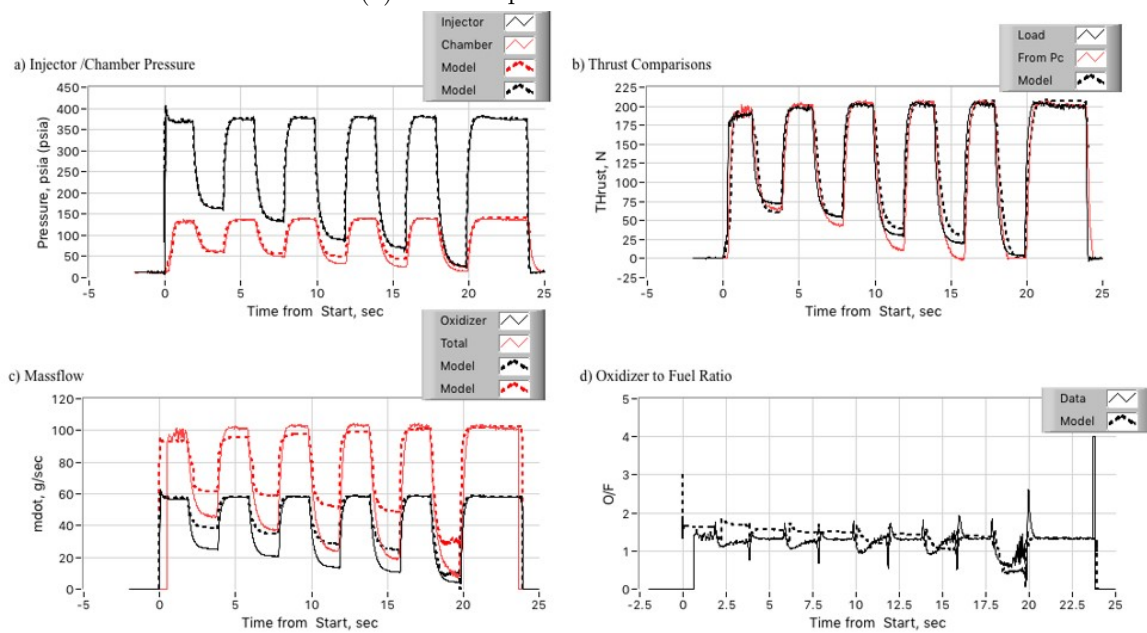 Injector
Chamber
Model
Model
a) Injector /Chamber Pressure
Pressure, psia (psia)
450
400
350
300
250
200
150
100
50
0
-5
0
5
10
15
20
25
Time from Start, sec
Load
From Pc
Model
b) Thrust Comparisons
THrust, N
225
200
175
150
125
100
75
50
25
0
-25
-5
0
5
10
15
20
25
Time from Start, sec
Oxidizer
Total
Model
Model
c) Massflow
mdot, g/sec
120
100
80
60
40
20
0
-5
0
5
10
15
20
25
Time from Start, sec
d) Oxidizer to Fuel Ratio
Data
Model
O/F
5
4
3
2
1
0
-2.5
0
2.5
5
7.5
10
12.5
15
17.5
20
22.5
25
Time from Start, sec